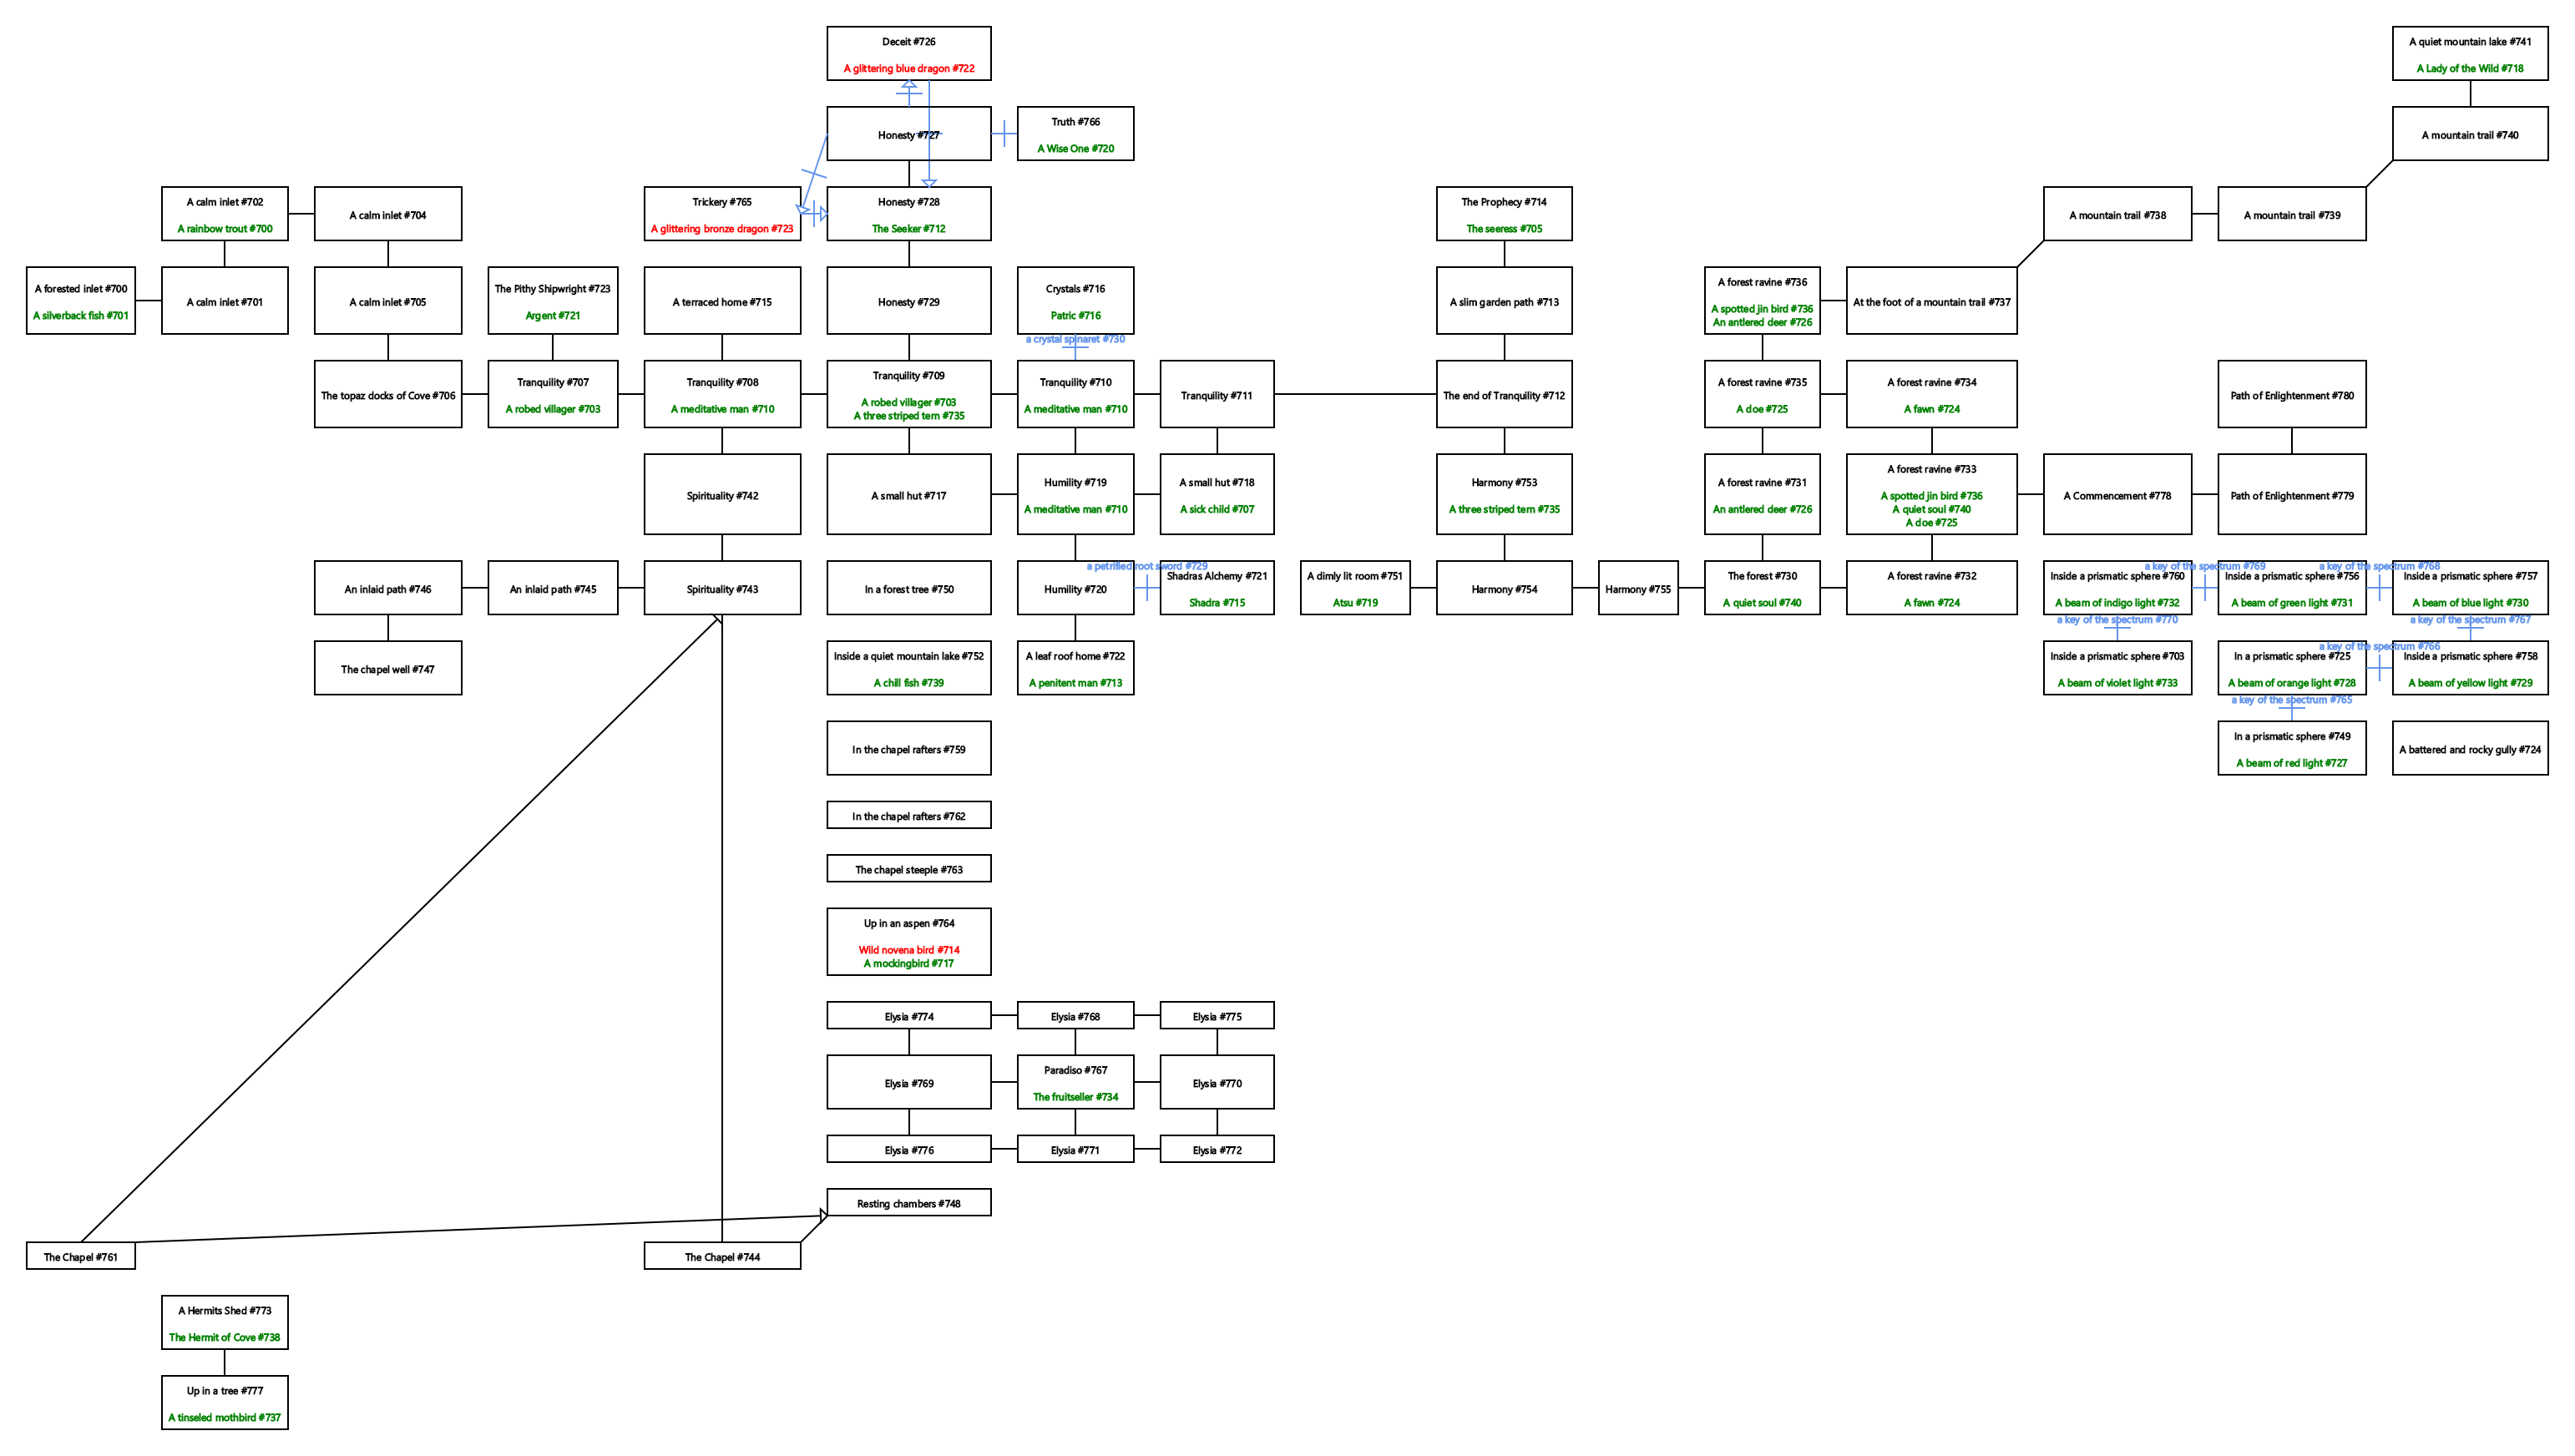 Deceit #726
A glittering blue dragon #722
A quiet mountain lake #741
A Lady of the Wild #718
Honesty #727
Truth #766
A Wise One #720
A mountain trail #740
A calm inlet #702
A rainbow trout #700
A calm inlet #704
Trickery #765
A glittering bronze dragon #723
Honesty #728
The Seeker #712
The Prophecy #714
The seeress #705
A mountain trail #738
A mountain trail #739
A forested inlet #700
A silverback fish #701
A calm inlet #701
A calm inlet #705
The Pithy Shipwright #723
Argent #721
A terraced home #715
Honesty #729
Crystals #716
Patric #716
A slim garden path #713
A forest ravine #736
A spotted jin bird #736
An antlered deer #726
At the foot of a mountain trail #737
a crystal spinaret #730
The topaz docks of Cove #706
Tranquility #707
A robed villager #703
Tranquility #708
A meditative man #710
Tranquility #709
A robed villager #703
A three striped tern #735
Tranquility #710
A meditative man #710
Tranquility #711
The end of Tranquility #712
A forest ravine #735
A doe #725
A forest ravine #734
A fawn #724
Path of Enlightenment #780
Spirituality #742
A small hut #717
Humility #719
A meditative man #710
A small hut #718
A sick child #707
Harmony #753
A three striped tern #735
A forest ravine #731
An antlered deer #726
A forest ravine #733
A spotted jin bird #736
A quiet soul #740
A doe #725
A Commencement #778
Path of Enlightenment #779
An inlaid path #746
An inlaid path #745
Spirituality #743
In a forest tree #750
Humility #720
a petrified root sword #729
Shadras Alchemy #721
Shadra #715
A dimly lit room #751
Atsu #719
Harmony #754
Harmony #755
The forest #730
A quiet soul #740
A forest ravine #732
A fawn #724
Inside a prismatic sphere #760
A beam of indigo light #732
a key of the spectrum #769
Inside a prismatic sphere #756
A beam of green light #731
a key of the spectrum #768
Inside a prismatic sphere #757
A beam of blue light #730
a key of the spectrum #770
a key of the spectrum #767
The chapel well #747
Inside a quiet mountain lake #752
A chill fish #739
A leaf roof home #722
A penitent man #713
Inside a prismatic sphere #703
A beam of violet light #733
In a prismatic sphere #725
A beam of orange light #728
a key of the spectrum #766
Inside a prismatic sphere #758
A beam of yellow light #729
a key of the spectrum #765
In the chapel rafters #759
In a prismatic sphere #749
A beam of red light #727
A battered and rocky gully #724
In the chapel rafters #762
The chapel steeple #763
Up in an aspen #764
Wild novena bird #714
A mockingbird #717
Elysia #774
Elysia #768
Elysia #775
Elysia #769
Paradiso #767
The fruitseller #734
Elysia #770
Elysia #776
Elysia #771
Elysia #772
Resting chambers #748
The Chapel #761
The Chapel #744
A Hermits Shed #773
The Hermit of Cove #738
Up in a tree #777
A tinseled mothbird #737